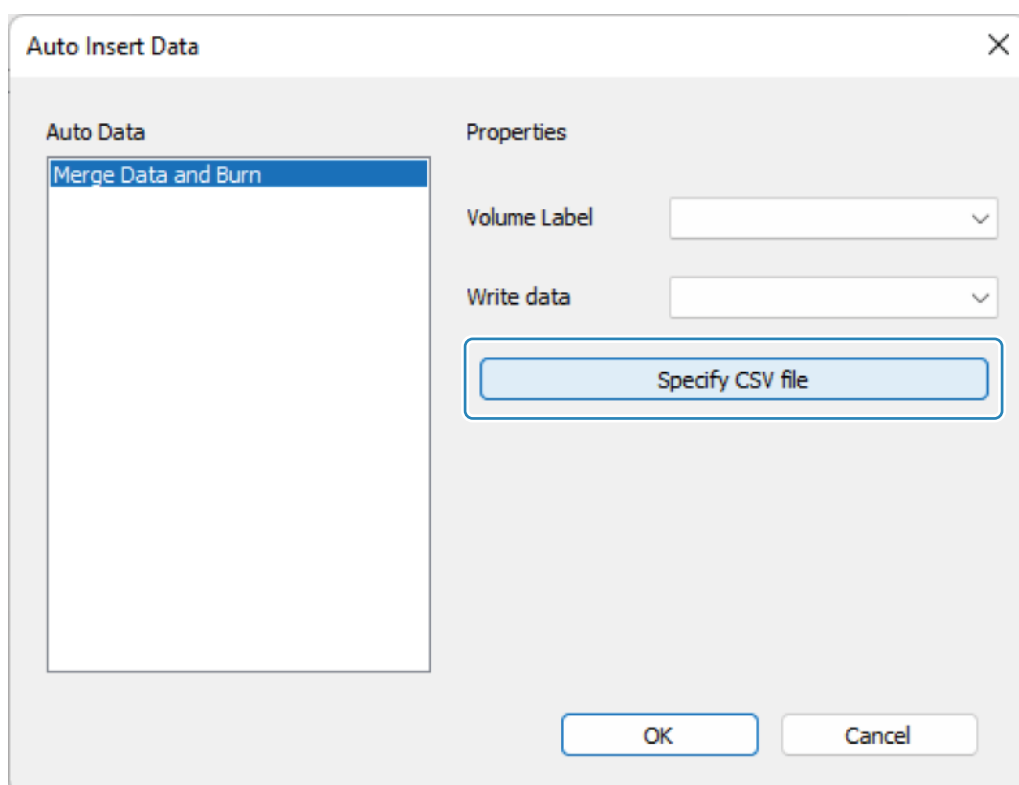 Auto Insert Data
Auto Data
Merge Data and Burn
Properties
Volume Label
Write data
Specify CSV file
OK
Cancel